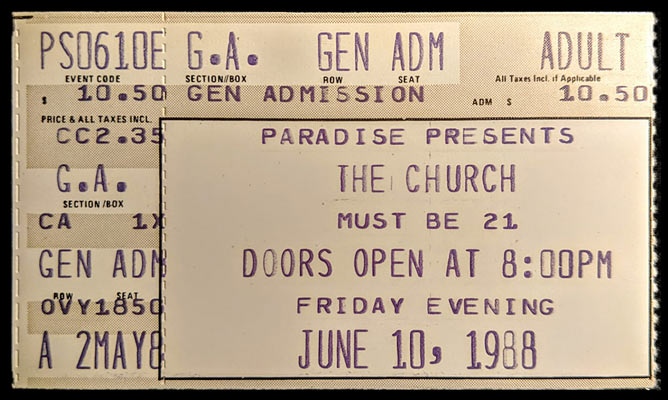 PS0610E G.A. GEN ADM ADULT
EVENT CODE SECTION/BOX ROW SEAT All Taxes Incl. if Applicable
$ 10.50 GEN ADMISSION ADM $ 10.50
PRICE & ALL TAXES INCL.
CC2.35 PARADISE PRESENTS
G.A. THE CHURCH
SECTION/BOX
CA 1X MUST BE 21
GEN ADM DOORS OPEN AT 8:00PM
ROW SEAT
OVY1850 FRIDAY EVENING
A 2MAY8 JUNE 10, 1988